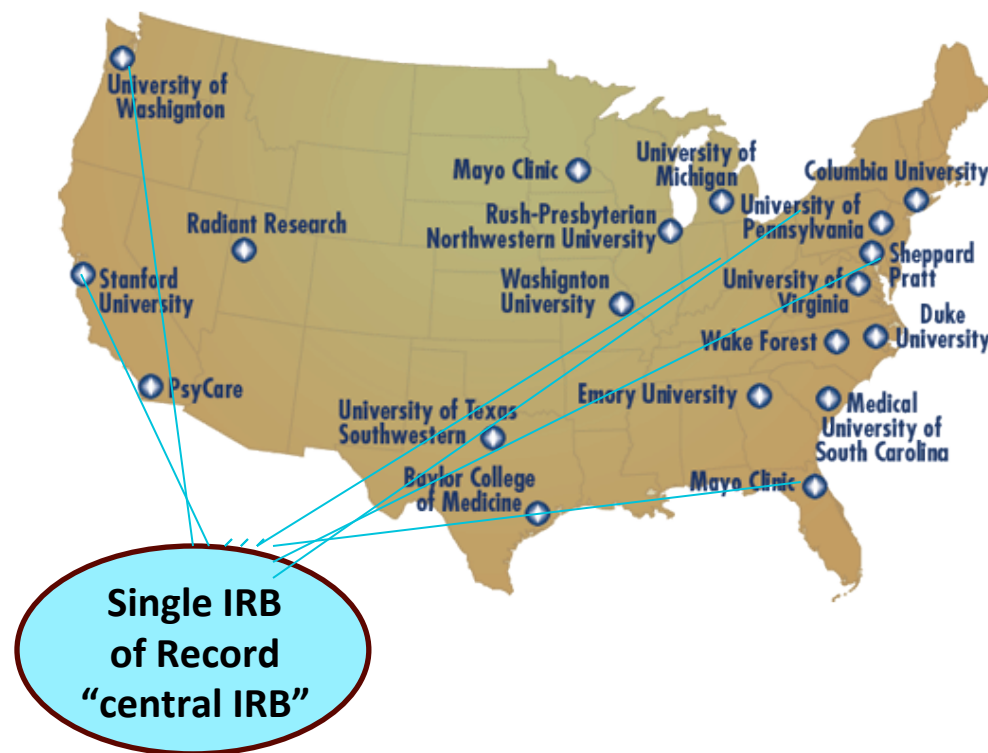 University of
Washignton
Mayo Clinic
University of
Michigan
Columbia University
Radiant Research
Rush-Presbyterian
Northwestern University
University of
Pennsylvania
Sheppard
Pratt
Stanford
University
Washignton
University
University of
Virginia
Duke
University
Wake Forest
PsyCare
Emory University
University of Texas
Southwestern
Medical
University of
South Carolina
Baylor College
of Medicine
Mayo Clinic
Single IRB
of Record
“central IRB”